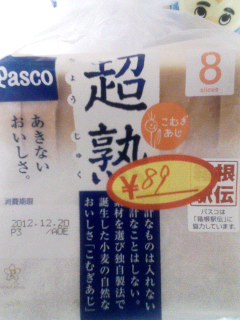 Pasco
超熟
ちょうじゅく
8
slices
こむぎ
あじ
あきない
おいしさ。
¥89
消費期限
2012.12.20
P3 /ADE
計なものは入れない
計なことはしない。
材を選び独自製法で
誕生した小麦の自然な
おいしさ「こむぎあじ」
根
駅伝
パスコは
「箱根駅伝」に
協力しています。